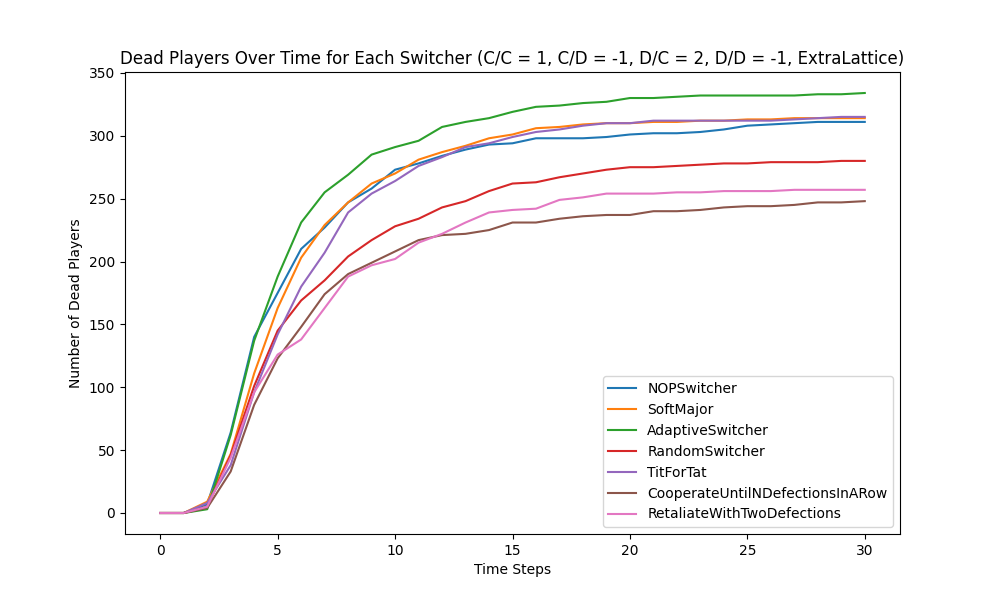 Dead Players Over Time for Each Switcher (C/C = 1, C/D = -1, D/C = 2, D/D = -1, ExtraLattice)
Number of Dead Players
350
300
250
200
150
100
50
0
NOPSwitcher
SoftMajor
AdaptiveSwitcher
RandomSwitcher
TitForTat
CooperateUntilNDefectionsInARow
RetaliateWithTwoDefections
0 5 10 15 20 25 30
Time Steps